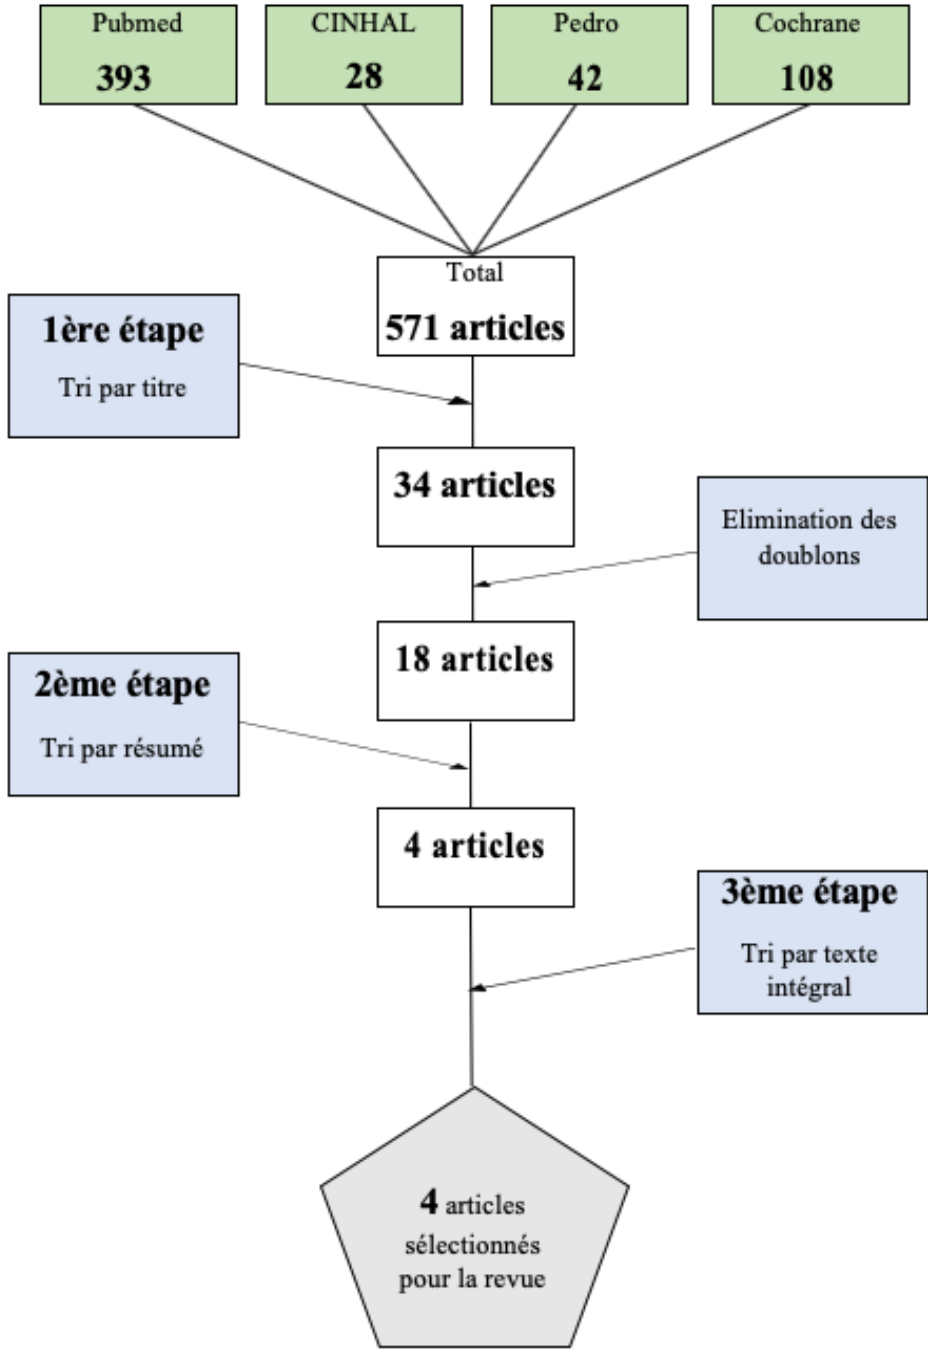 Pubmed
393
CINHAL
28
Pedro
42
Cochrane
108
Total
571 articles
1ère étape
Tri par titre
34 articles
Elimination des
doublons
18 articles
2ème étape
Tri par résumé
4 articles
3ème étape
Tri par texte
intégral
4 articles
sélectionnés
pour la revue